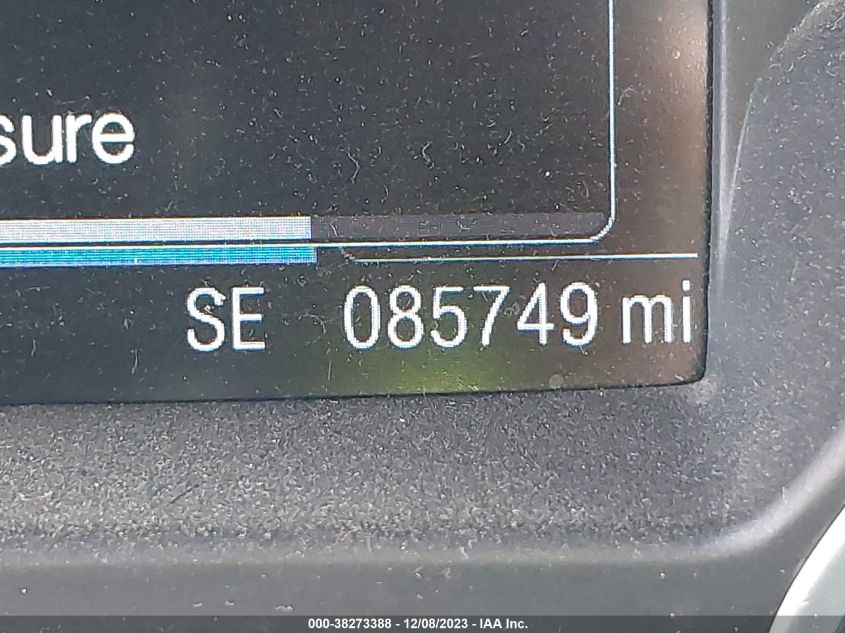 sure
SE 085749 mi
000-38273388 - 12/08/2023 - IAA Inc.